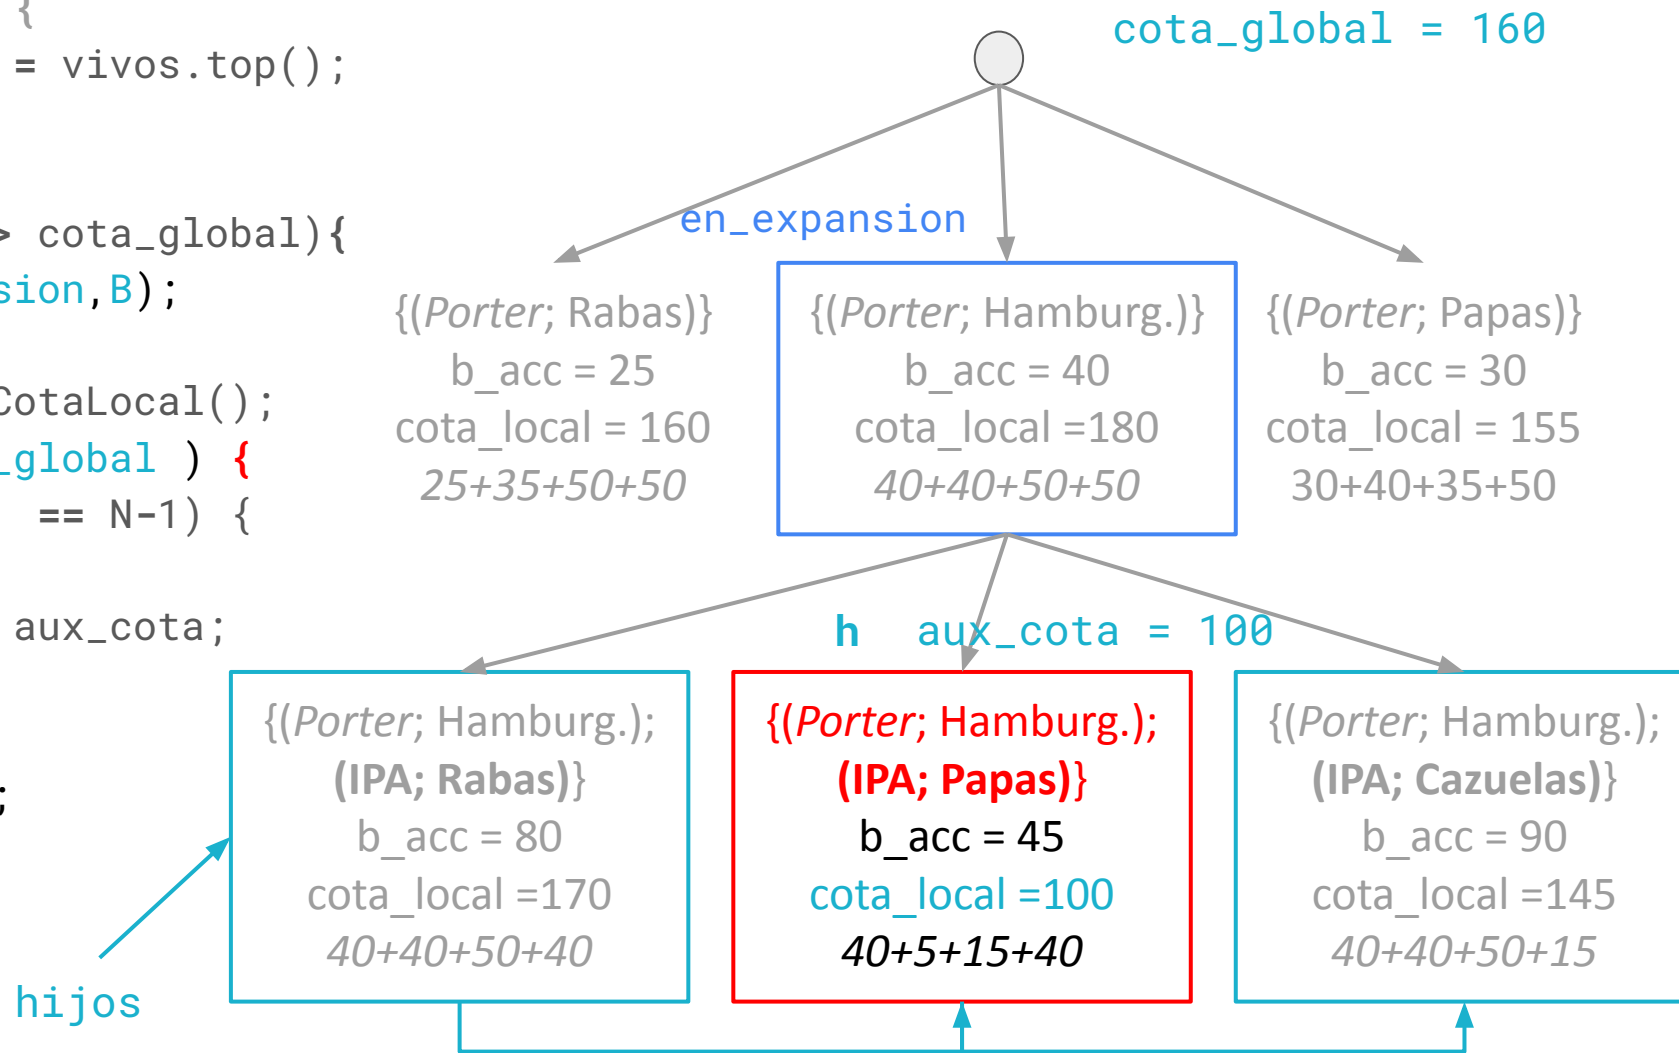 {
= vivos.top();
> cota_global){
sion,B);
CotaLocal();
_global ) {
== N-1) {
aux_cota;
;
cota_global = 160
en_expansion
{(Porter; Rabas)}
b_acc = 25
cota_local = 160
25+35+50+50
{(Porter; Hamburg.)}
b_acc = 40
cota_local =180
40+40+50+50
{(Porter; Papas)}
b_acc = 30
cota_local = 155
30+40+35+50
h aux_cota = 100
{(Porter; Hamburg.);
(IPA; Rabas)}
b_acc = 80
cota_local =170
40+40+50+40
{(Porter; Hamburg.);
(IPA; Papas)}
b_acc = 45
cota_local =100
40+5+15+40
{(Porter; Hamburg.);
(IPA; Cazuelas)}
b_acc = 90
cota_local =145
40+40+50+15
hijos